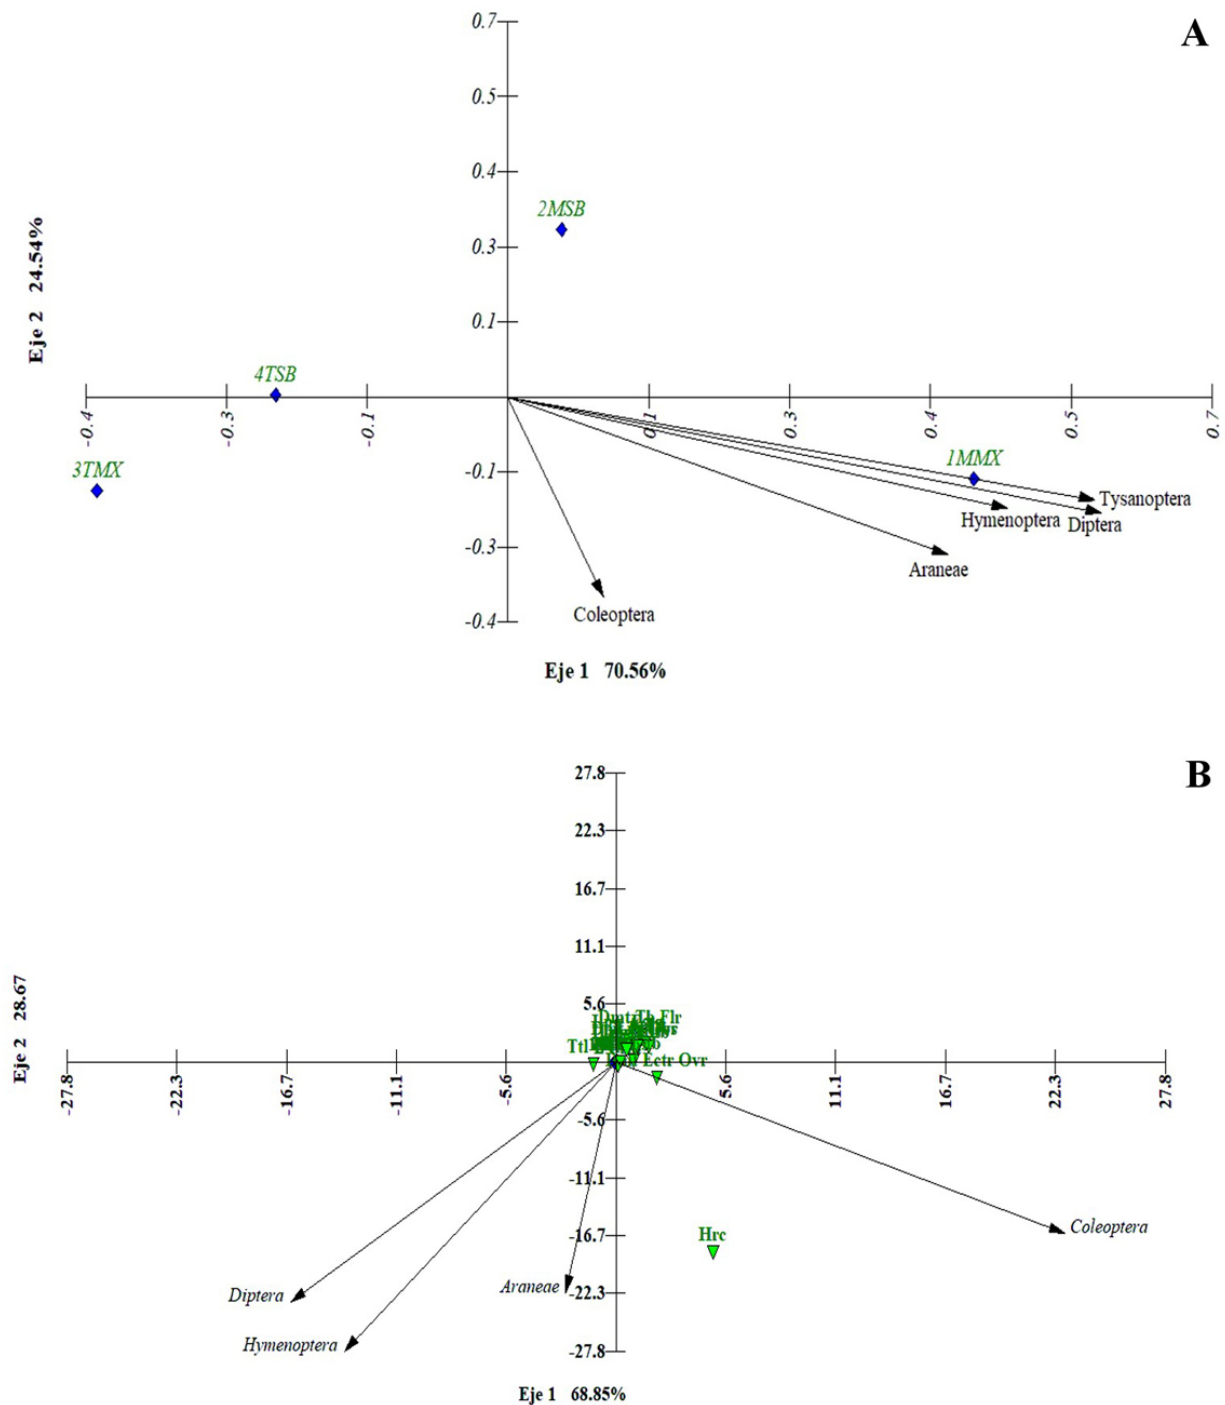 A
0.7
0.5
0.4
2MSB
0.3
Eje 2 24.54%
0.1
4TSB
-0.4
-0.3
-0.1
0.1
0.3
0.4
0.5
0.7
3TMX
-0.1
1MMX
Tysanoptera
Hymenoptera
Diptera
-0.3
Araneae
Coleoptera
-0.4
Eje 1 70.56%
B
27.8
22.3
16.7
11.1
Eje 2 28.67
5.6
Tb Flr
Ttl
Ectr Ovr
-27.8
-22.3
-16.7
-11.1
-5.6
5.6
11.1
16.7
22.3
27.8
-5.6
-11.1
-16.7
Hrc
Coleoptera
Araneae
-22.3
Diptera
Hymenoptera
-27.8
Eje 1 68.85%